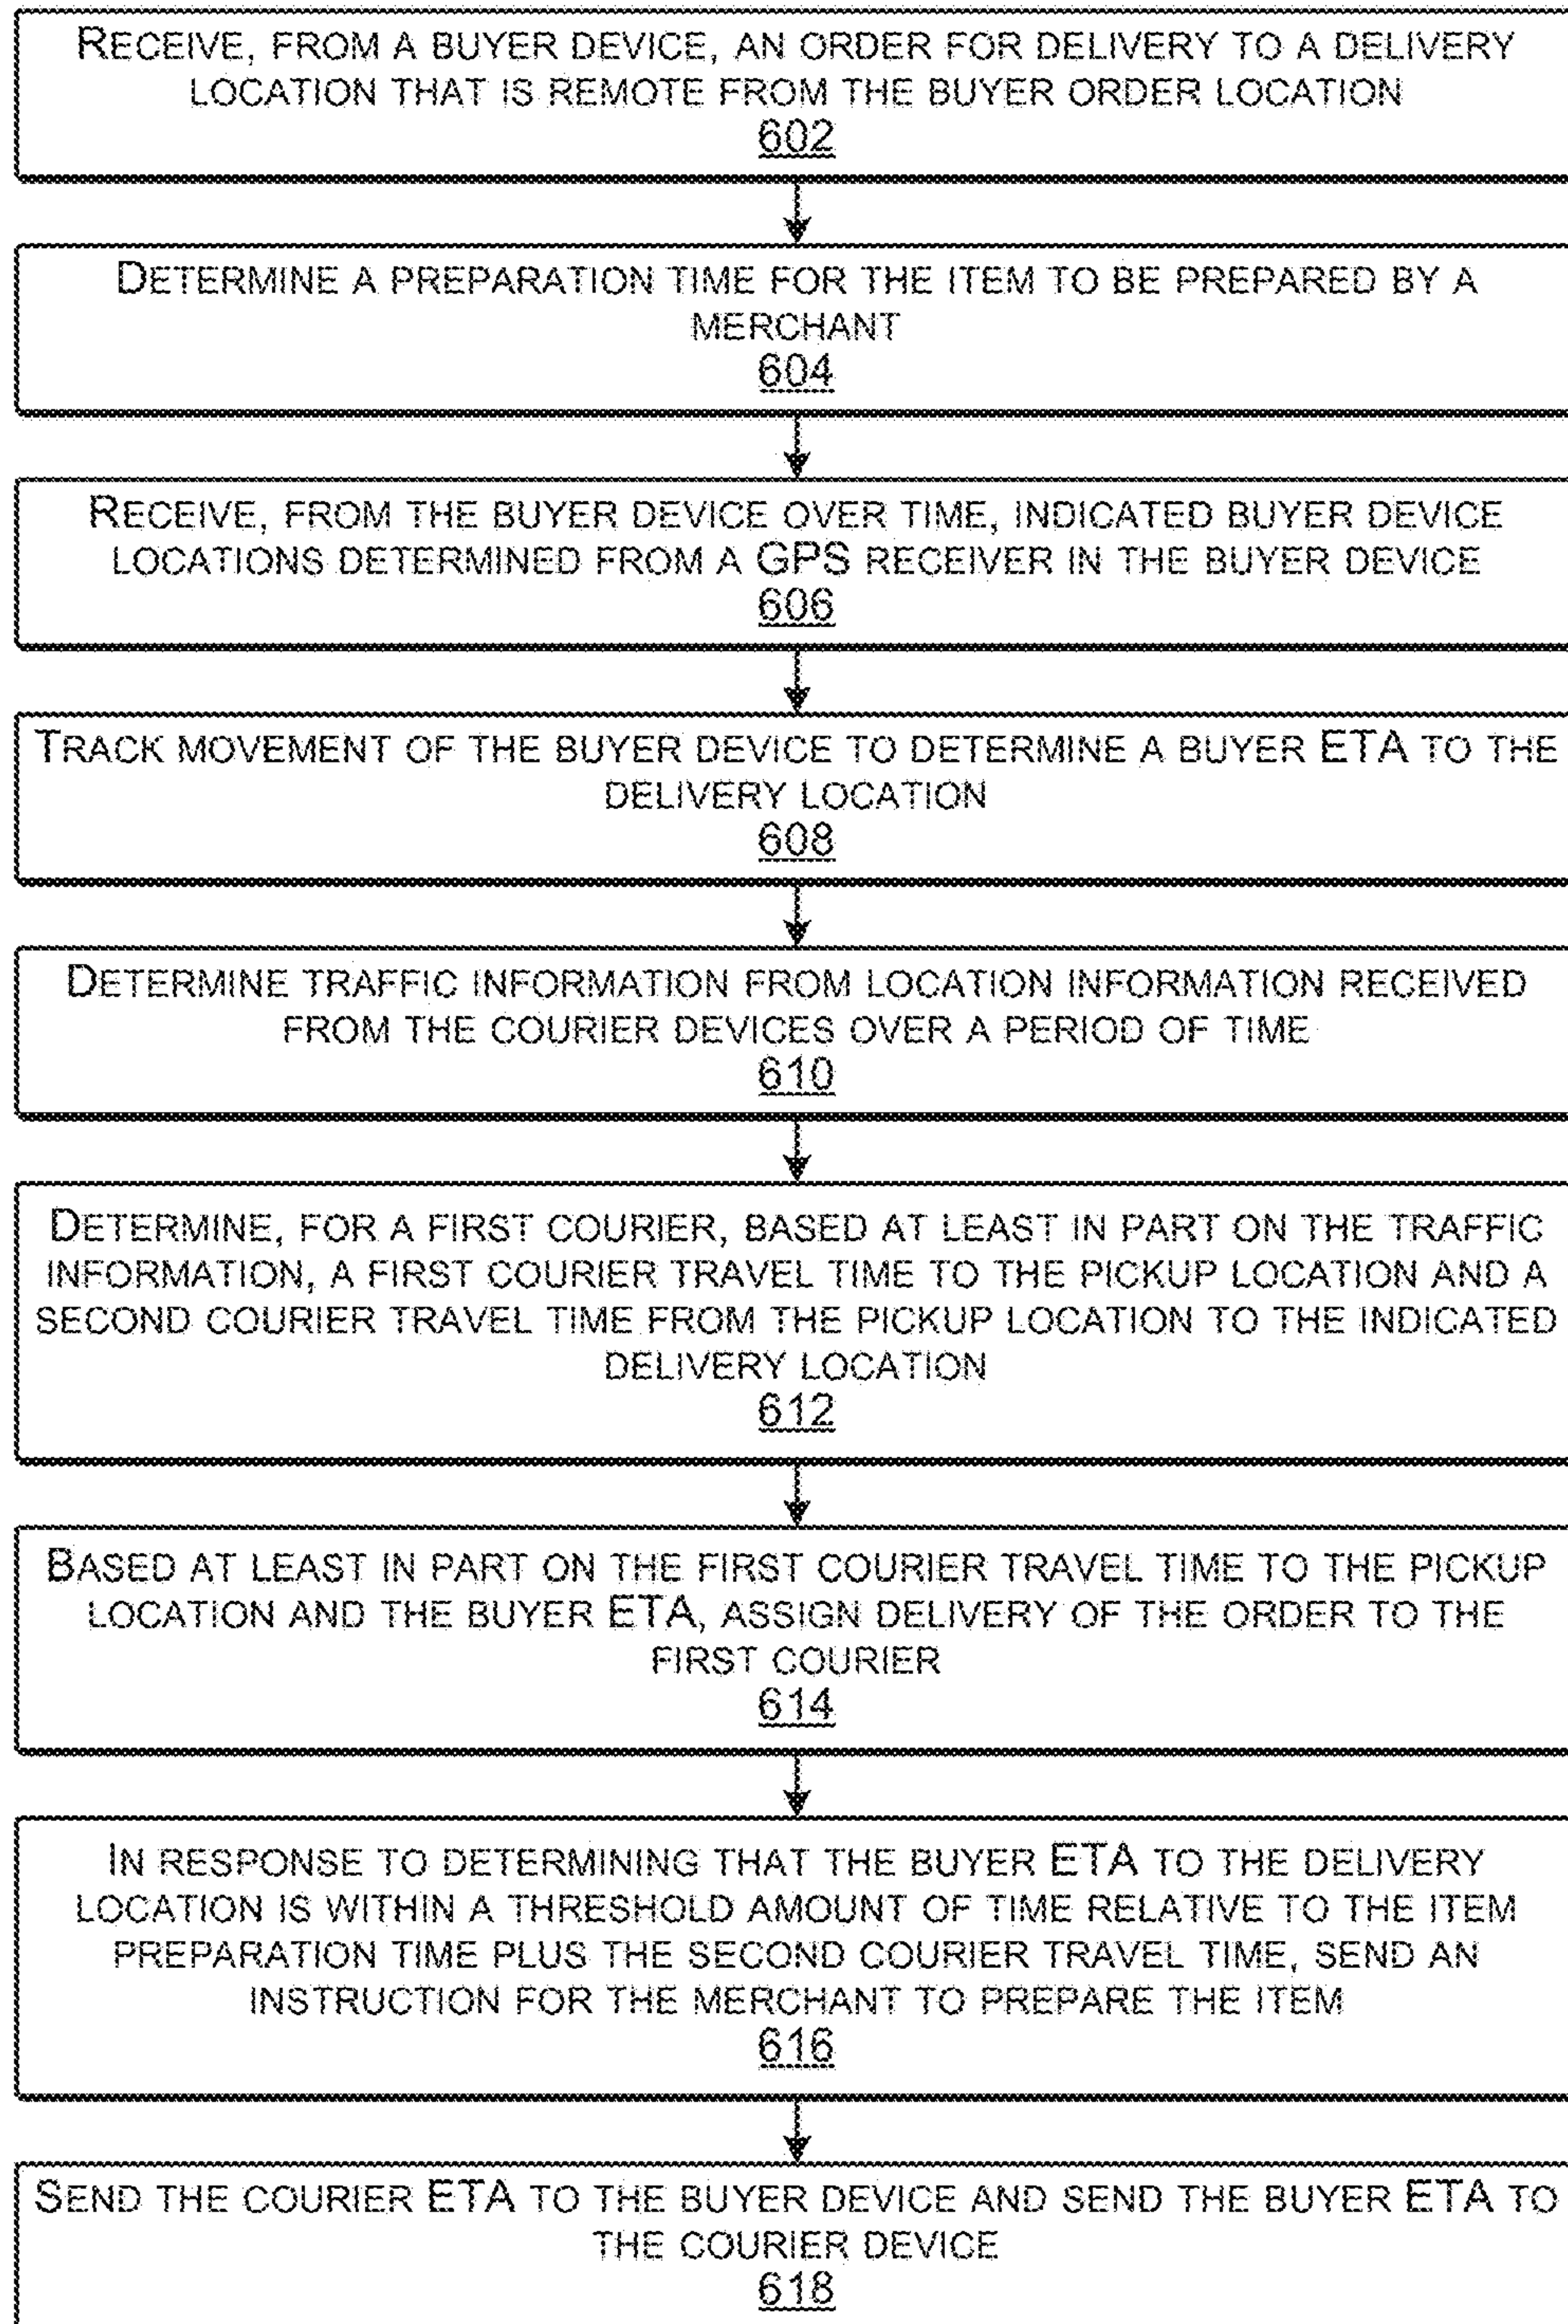 RECEIVE, FROM A BUYER DEVICE, AN ORDER FOR DELIVERY TO A DELIVERY
LOCATION THAT IS REMOTE FROM THE BUYER ORDER LOCATION
602
DETERMINE A PREPARATION TIME FOR THE ITEM TO BE PREPARED BY A
MERCHANT
604
RECEIVE, FROM THE BUYER DEVICE OVER TIME, INDICATED BUYER DEVICE
LOCATIONS DETERMINED FROM A GPS RECEIVER IN THE BUYER DEVICE
606
TRACK MOVEMENT OF THE BUYER DEVICE TO DETERMINE A BUYER ETA TO THE
DELIVERY LOCATION
608
DETERMINE TRAFFIC INFORMATION FROM LOCATION INFORMATION RECEIVED
FROM THE COURIER DEVICES OVER A PERIOD OF TIME
610
DETERMINE, FOR A FIRST COURIER, BASED AT LEAST IN PART ON THE TRAFFIC
INFORMATION, A FIRST COURIER TRAVEL TIME TO THE PICKUP LOCATION AND A
SECOND COURIER TRAVEL TIME FROM THE PICKUP LOCATION TO THE INDICATED
DELIVERY LOCATION
612
BASED AT LEAST IN PART ON THE FIRST COURIER TRAVEL TIME TO THE PICKUP
LOCATION AND THE BUYER ETA, ASSIGN DELIVERY OF THE ORDER TO THE
FIRST COURIER
614
IN RESPONSE TO DETERMINING THAT THE BUYER ETA TO THE DELIVERY
LOCATION IS WITHIN A THRESHOLD AMOUNT OF TIME RELATIVE TO THE ITEM
PREPARATION TIME PLUS THE SECOND COURIER TRAVEL TIME, SEND AN
INSTRUCTION FOR THE MERCHANT TO PREPARE THE ITEM
616
SEND THE COURIER ETA TO THE BUYER DEVICE AND SEND THE BUYER ETA TO
THE COURIER DEVICE
618